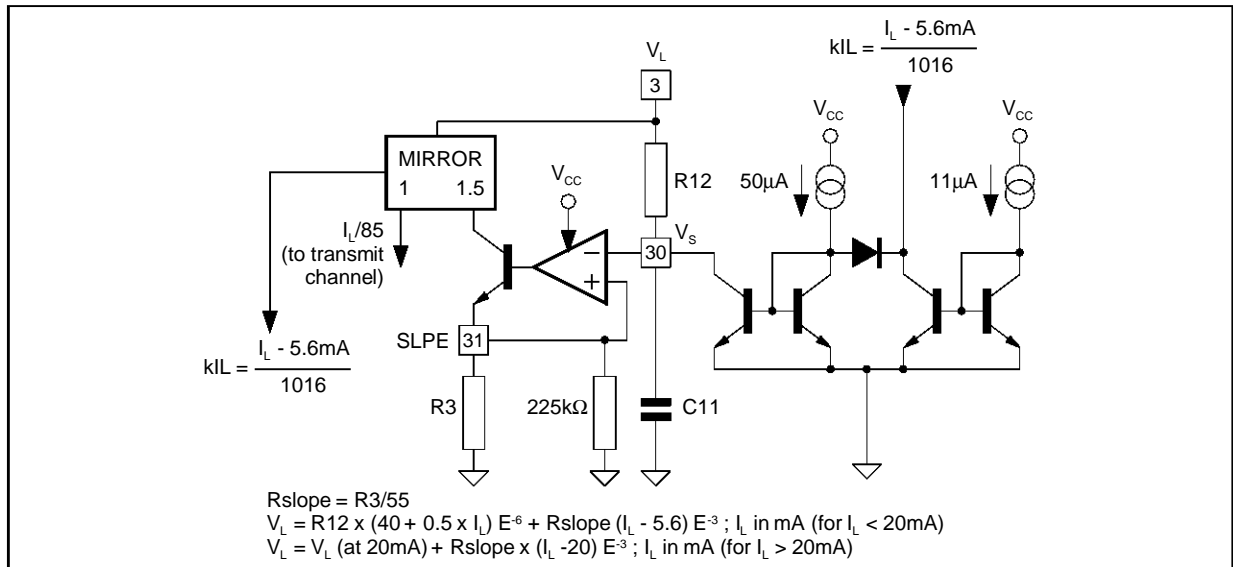 V_L
3
kIL = (I_L - 5.6mA) / 1016
MIRROR
1 1.5
V_CC
R12
V_CC
50µA
V_CC
11µA
I_L/85
(to transmit
channel)
30 V_S
−
+
SLPE 31
kIL = (I_L - 5.6mA) / 1016
R3
225kΩ
C11
Rslope = R3/55
V_L = R12 x (40 + 0.5 x I_L) E^-6 + Rslope (I_L - 5.6) E^-3 ; I_L in mA (for I_L < 20mA)
V_L = V_L (at 20mA) + Rslope x (I_L -20) E^-3 ; I_L in mA (for I_L > 20mA)